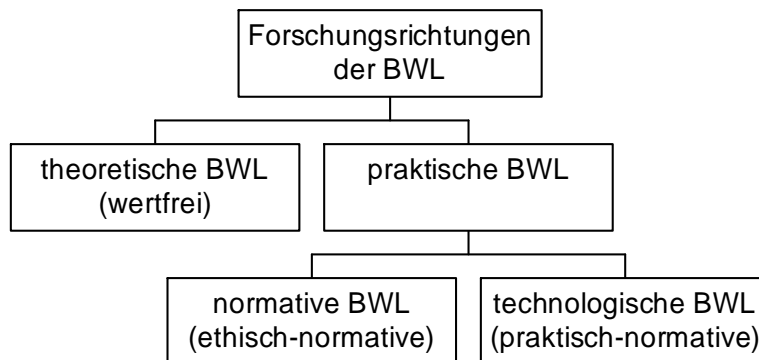 Forschungsrichtungen
der BWL
theoretische BWL
(wertfrei)
praktische BWL
normative BWL
(ethisch-normative)
technologische BWL
(praktisch-normative)